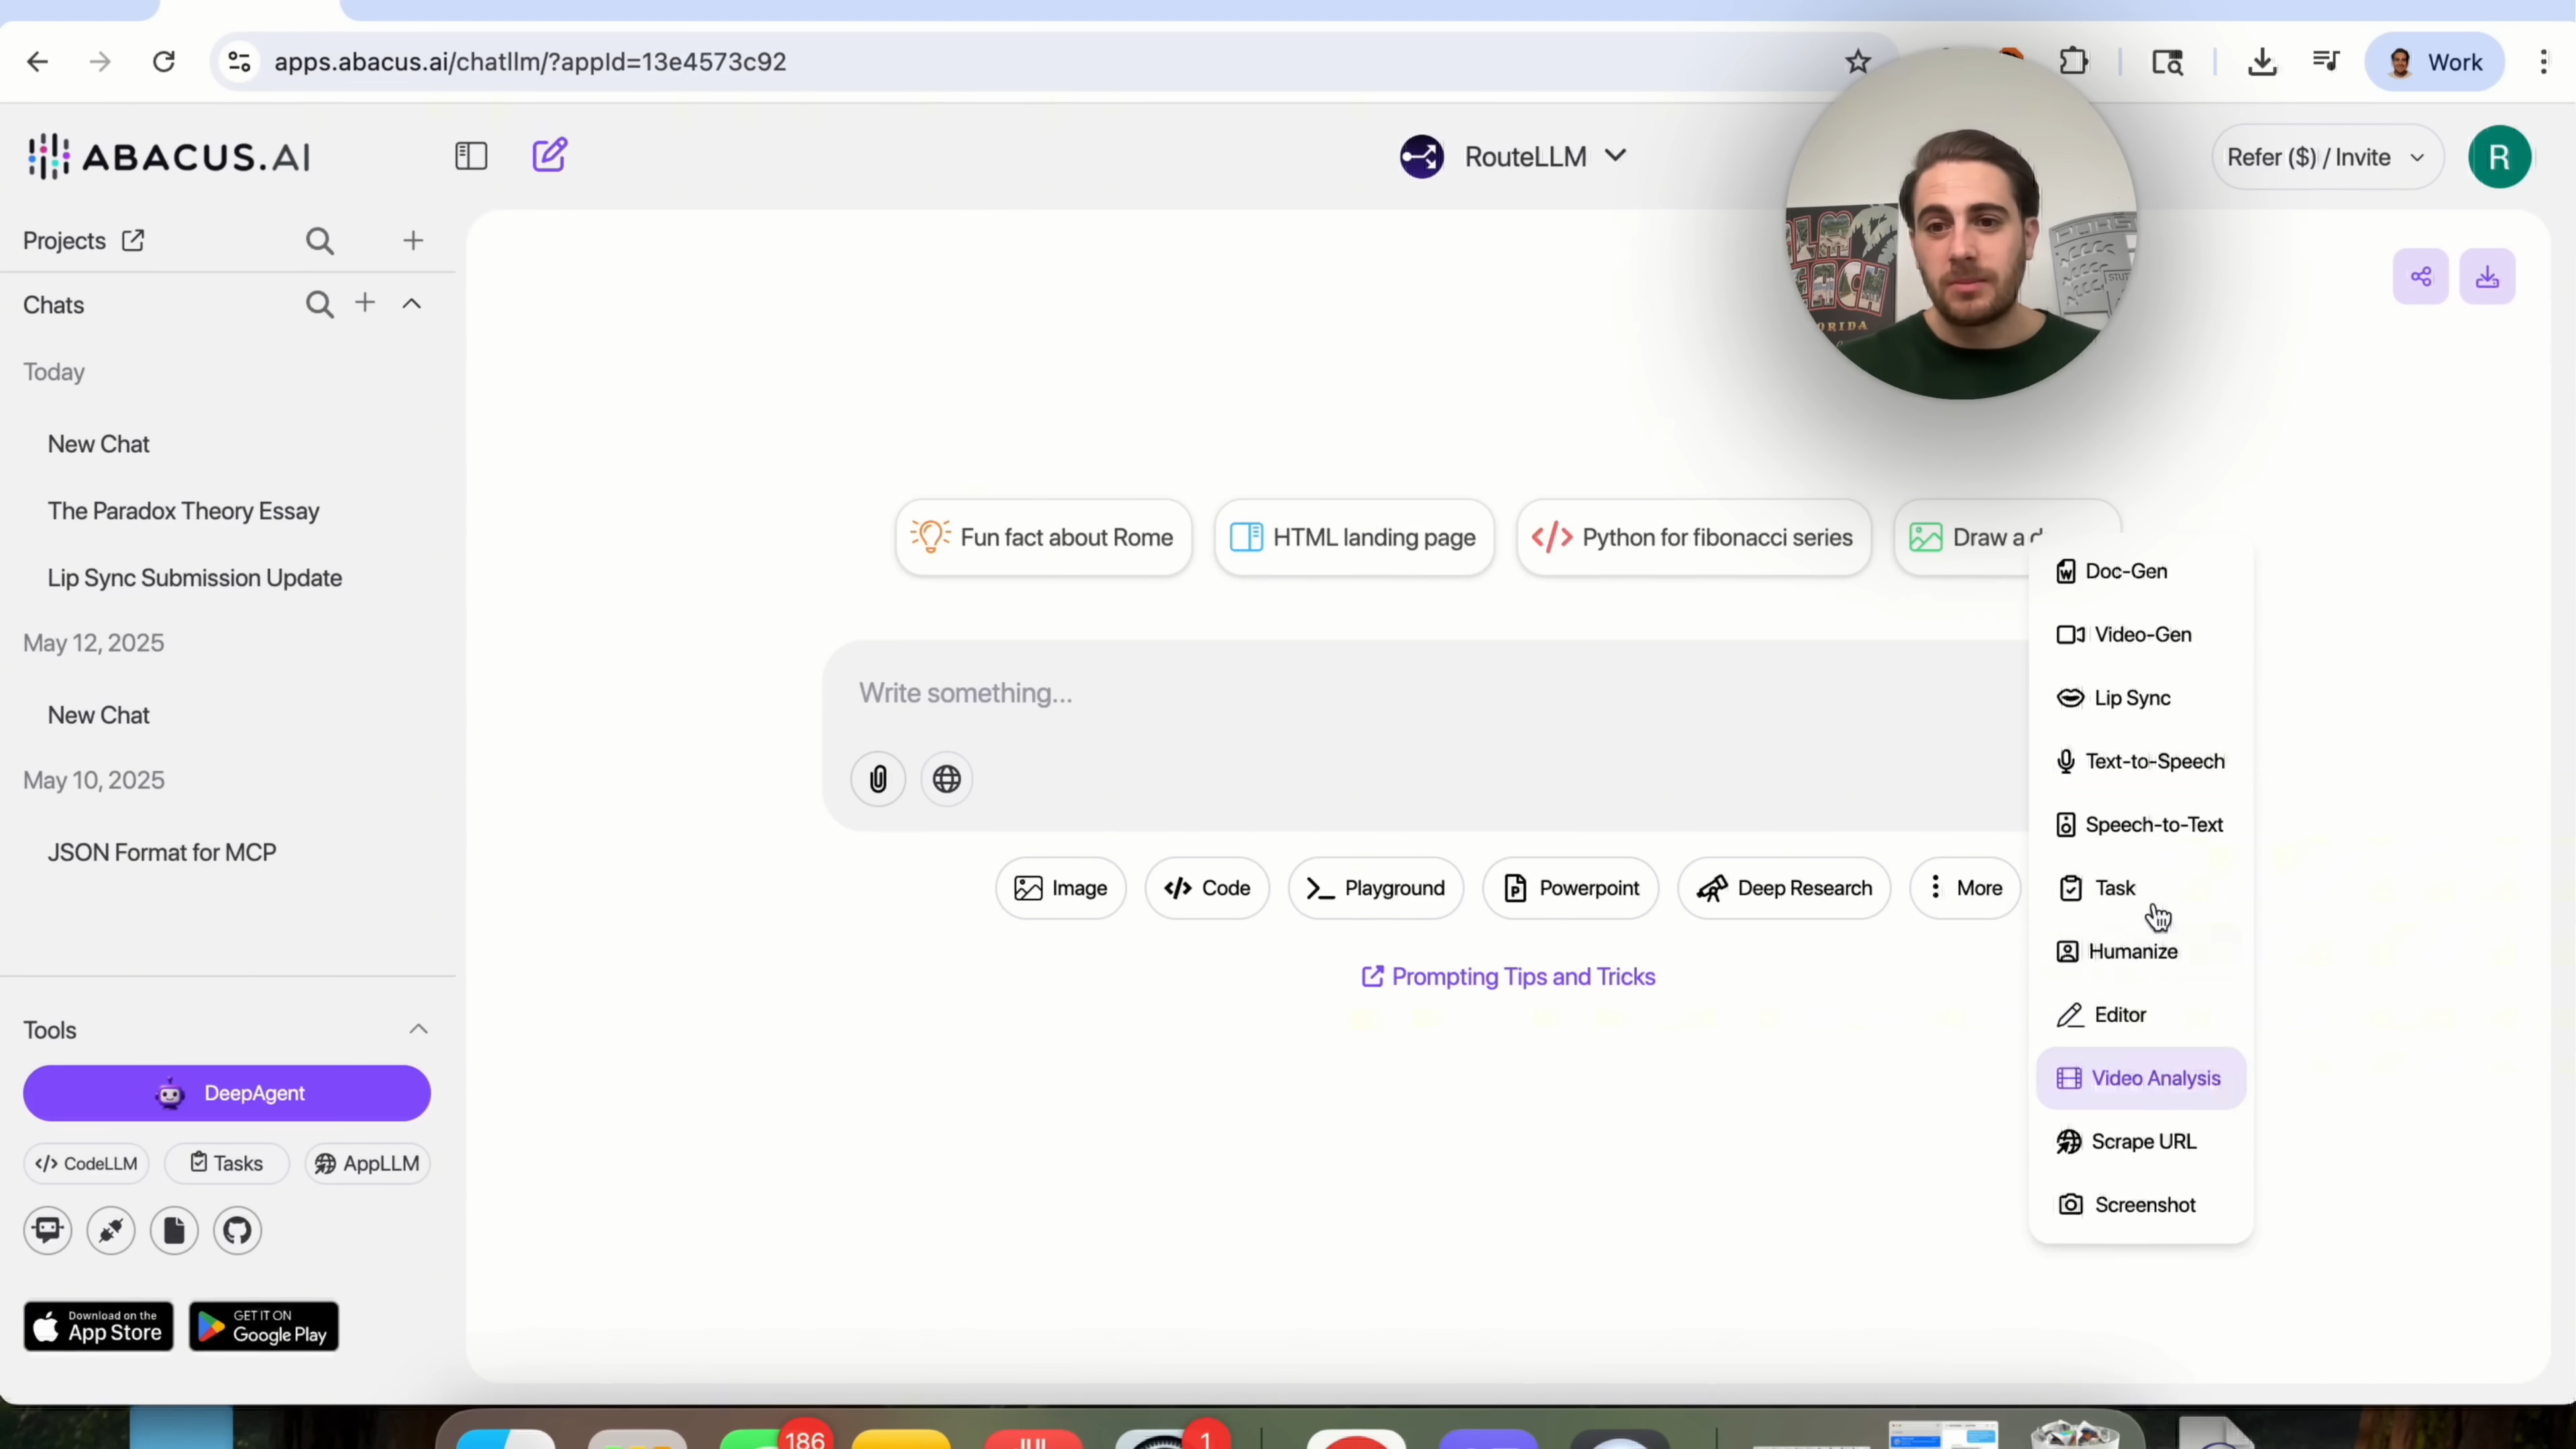 apps.abacus.ai/chatllm/?appId=13e4573c92
Work
ABACUS.AI
RouteLLM
Refer ($) / Invite
R
Projects
Chats
Today
New Chat
The Paradox Theory Essay
Lip Sync Submission Update
May 12, 2025
New Chat
May 10, 2025
JSON Format for MCP
Tools
DeepAgent
CodeLLM
Tasks
AppLLM
Download on the
App Store
GET IT ON
Google Play
Fun fact about Rome
HTML landing page
Python for fibonacci series
Draw a
Write something...
Image
Code
Playground
Powerpoint
Deep Research
More
Prompting Tips and Tricks
Doc-Gen
Video-Gen
Lip Sync
Text-to-Speech
Speech-to-Text
Task
Humanize
Editor
Video Analysis
Scrape URL
Screenshot
186
1